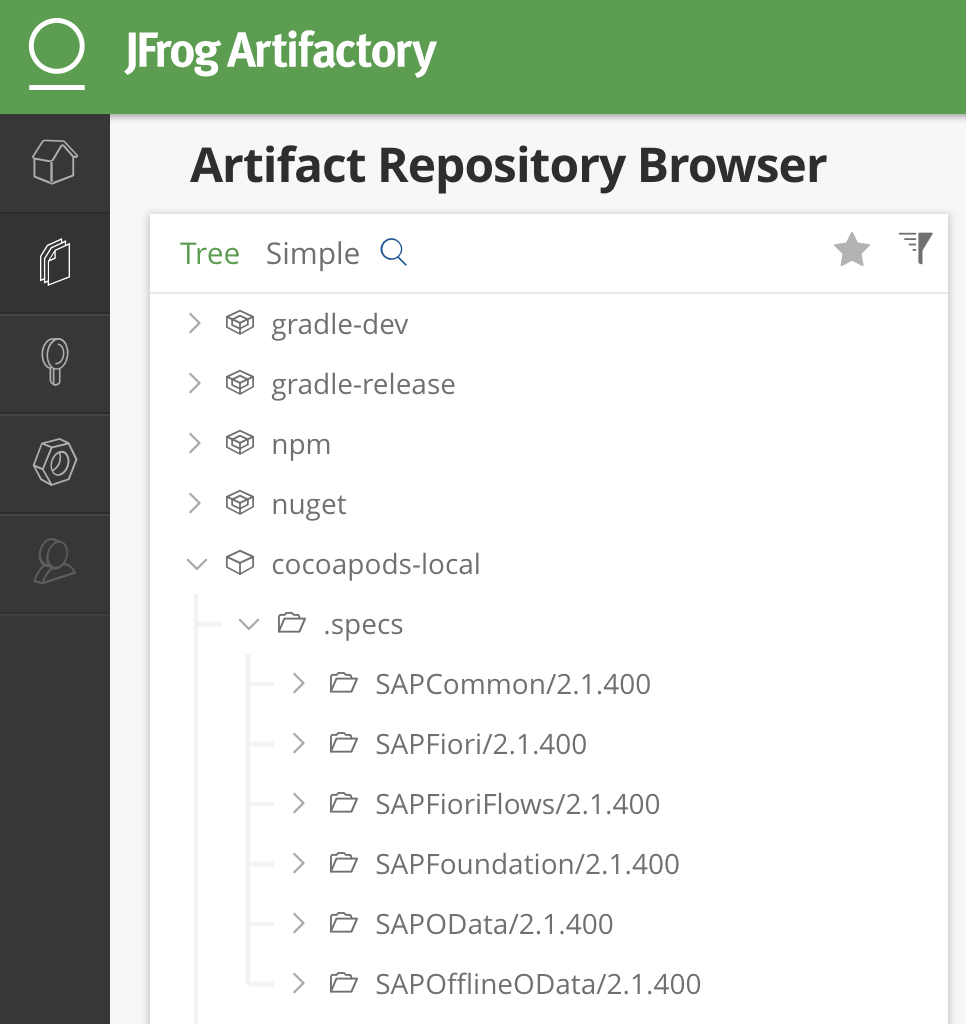 JFrog Artifactory
Artifact Repository Browser
Tree Simple
gradle-dev
gradle-release
npm
nuget
cocoapods-local
.specs
SAPCommon/2.1.400
SAPFiori/2.1.400
SAPFioriFlows/2.1.400
SAPFoundation/2.1.400
SAPOData/2.1.400
SAPOfflineOData/2.1.400